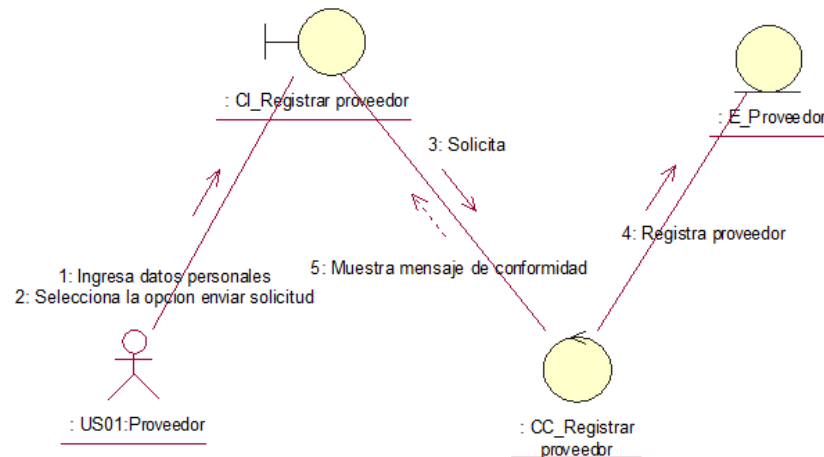 : CI_Registrar proveedor
: E_Proveedor
3: Solicita
4: Registra proveedor
5: Muestra mensaje de conformidad
1: Ingresa datos personales
2: Selecciona la opcion enviar solicitud
: US01:Proveedor
: CC_Registrar
proveedor